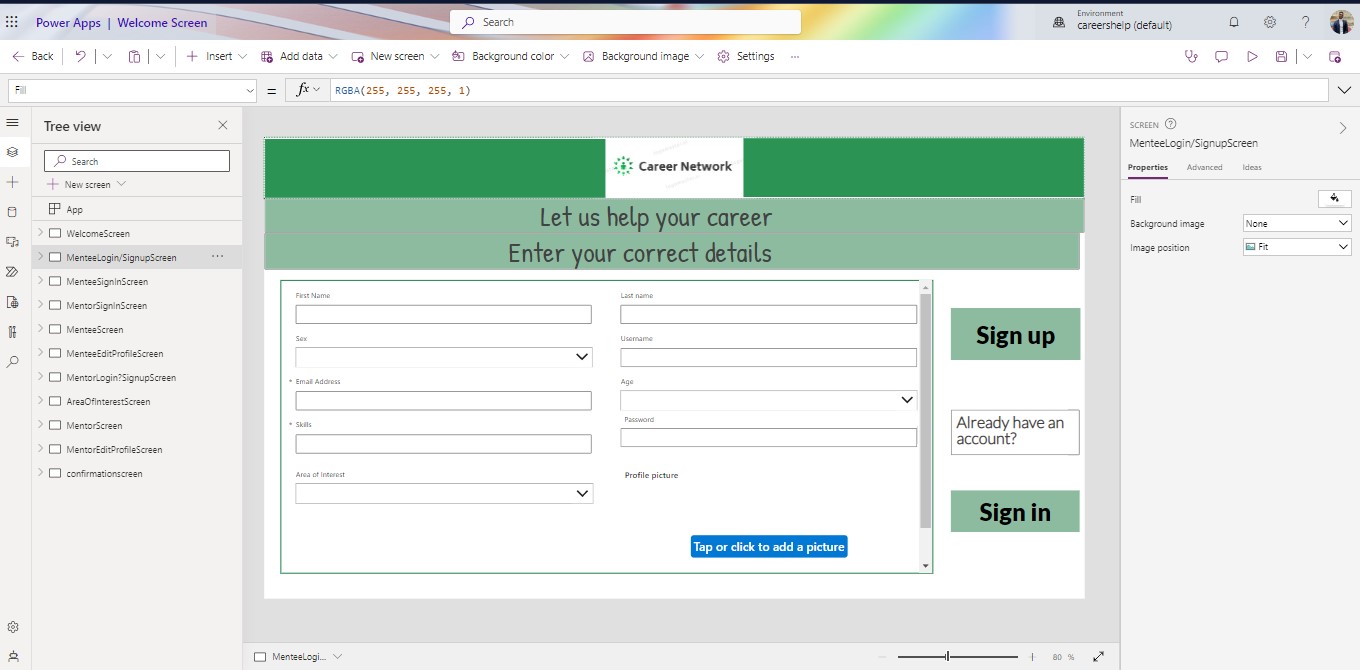 Power Apps | Welcome Screen
Search
Environment
careershelp (default)
Back
Insert
Add data
New screen
Background color
Background image
Settings
Fill
=
fx
RGBA(255, 255, 255, 1)
Tree view
Search
New screen
App
WelcomeScreen
MenteeLogin/SignupScreen
MenteeSignInScreen
MentorSignInScreen
MenteeScreen
MenteeEditProfileScreen
MentorLogin?SignupScreen
AreaOfInterestScreen
MentorScreen
MentorEditProfileScreen
confirmationscreen
Career Network
Let us help your career
Enter your correct details
First Name
Last name
Sex
Username
* Email Address
Age
* Skills
Password
Area of Interest
Profile picture
Tap or click to add a picture
Sign up
Already have an
account?
Sign in
MenteeLogi...
80 %
SCREEN
MenteeLogin/SignupScreen
Properties
Advanced
Ideas
Fill
Background image
None
Image position
Fit